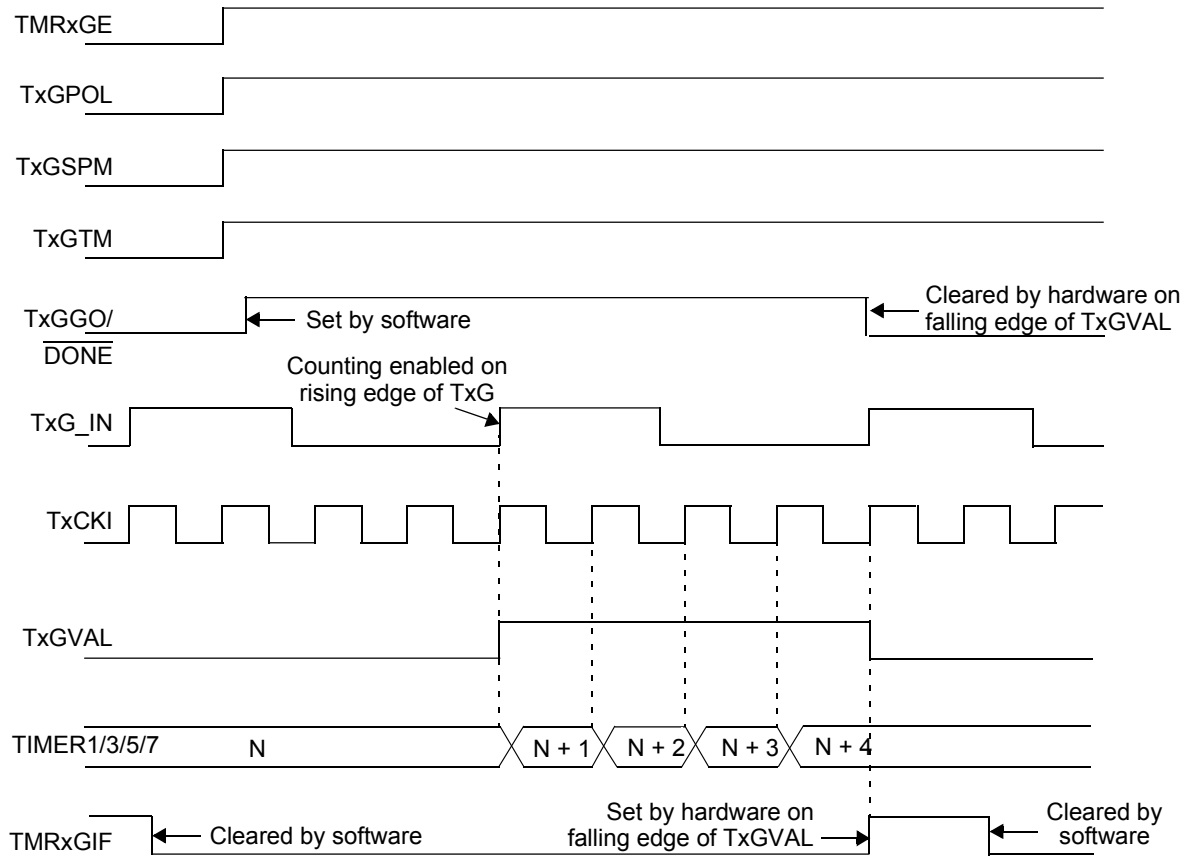 TMRxGE
TxGPOL
TxGSPM
TxGTM
TxGGO/
DONE
Set by software
Cleared by hardware on
falling edge of TxGVAL
Counting enabled on
rising edge of TxG
TxG_IN
TxCKI
TxGVAL
TIMER1/3/5/7
N
N + 1
N + 2
N + 3
N + 4
TMRxGIF
Cleared by software
Set by hardware on
falling edge of TxGVAL
Cleared by
software